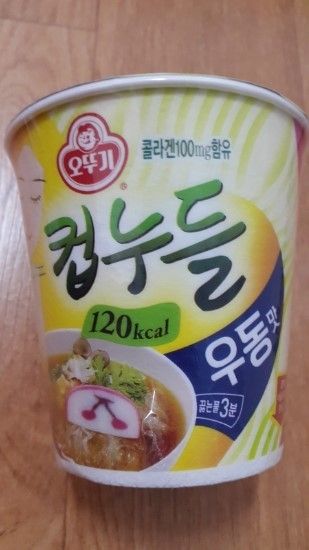 오뚜기
®
콜라겐100mg함유
컵누들
120kcal
우동맛
끓는물3분